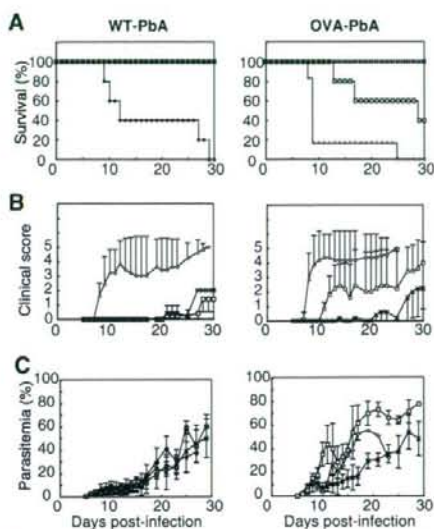 A
WT-PbA
OVA-PbA
Survival (%)
100
80
60
40
20
0
0 10 20 30
100
80
60
40
20
0
0 10 20 30
B
Clinical score
5
4
3
2
1
0
0 10 20 30
5
4
3
2
1
0
0 10 20 30
C
Parasitemia (%)
100
80
60
40
20
0
0 10 20 30
Days post-infection
100
80
60
40
20
0
0 10 20 30
Days post-infection